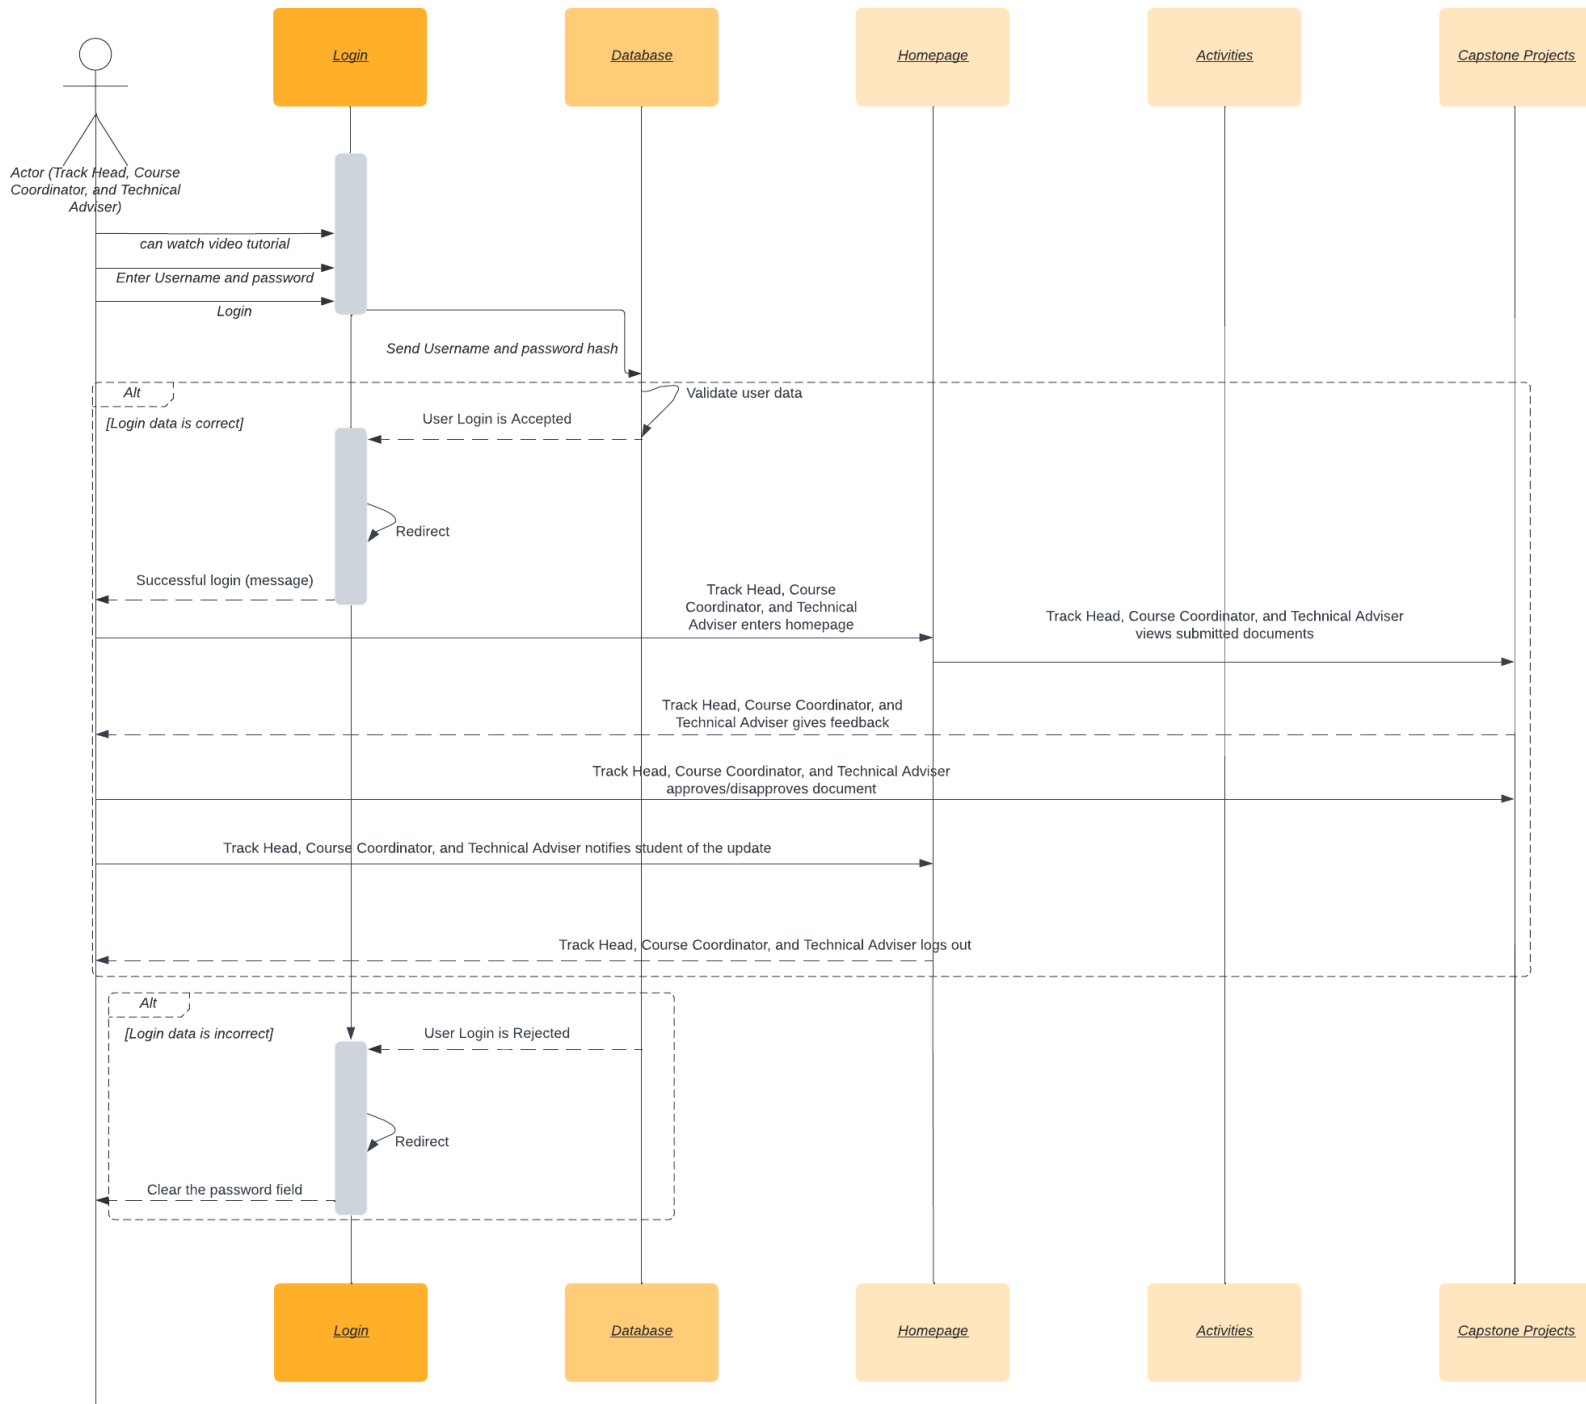 Login
Database
Homepage
Activities
Capstone Projects
Actor (Track Head, Course
Coordinator, and Technical
Adviser)
can watch video tutorial
Enter Username and password
Login
Send Username and password hash
Alt
Validate user data
[Login data is correct]
User Login is Accepted
Redirect
Successful login (message)
Track Head, Course
Coordinator, and Technical
Adviser enters homepage
Track Head, Course Coordinator, and Technical Adviser
views submitted documents
Track Head, Course Coordinator, and
Technical Adviser gives feedback
Track Head, Course Coordinator, and Technical Adviser
approves/disapproves document
Track Head, Course Coordinator, and Technical Adviser notifies student of the update
Track Head, Course Coordinator, and Technical Adviser logs out
Alt
[Login data is incorrect]
User Login is Rejected
Redirect
Clear the password field
Login
Database
Homepage
Activities
Capstone Projects